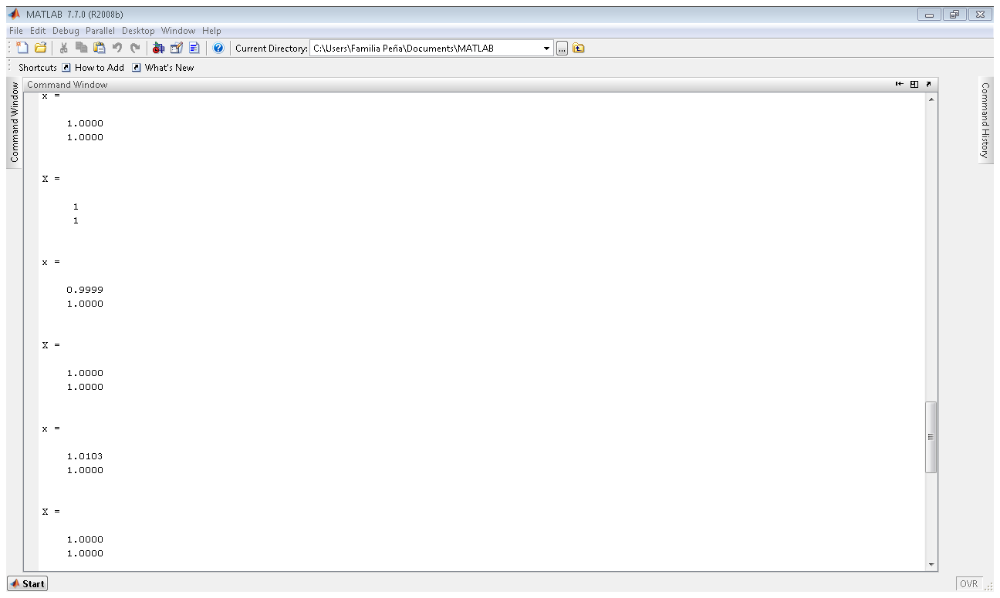 MATLAB 7.7.0 (R2008b)
File Edit Debug Parallel Desktop Window Help
Current Directory: C:\Users\Familia Peña\Documents\MATLAB ...
Shortcuts How to Add What's New
Command Window
Command Window
Command History
x =
1.0000
1.0000
X =
1
1
x =
0.9999
1.0000
X =
1.0000
1.0000
x =
1.0103
1.0000
X =
1.0000
1.0000
Start
OVR